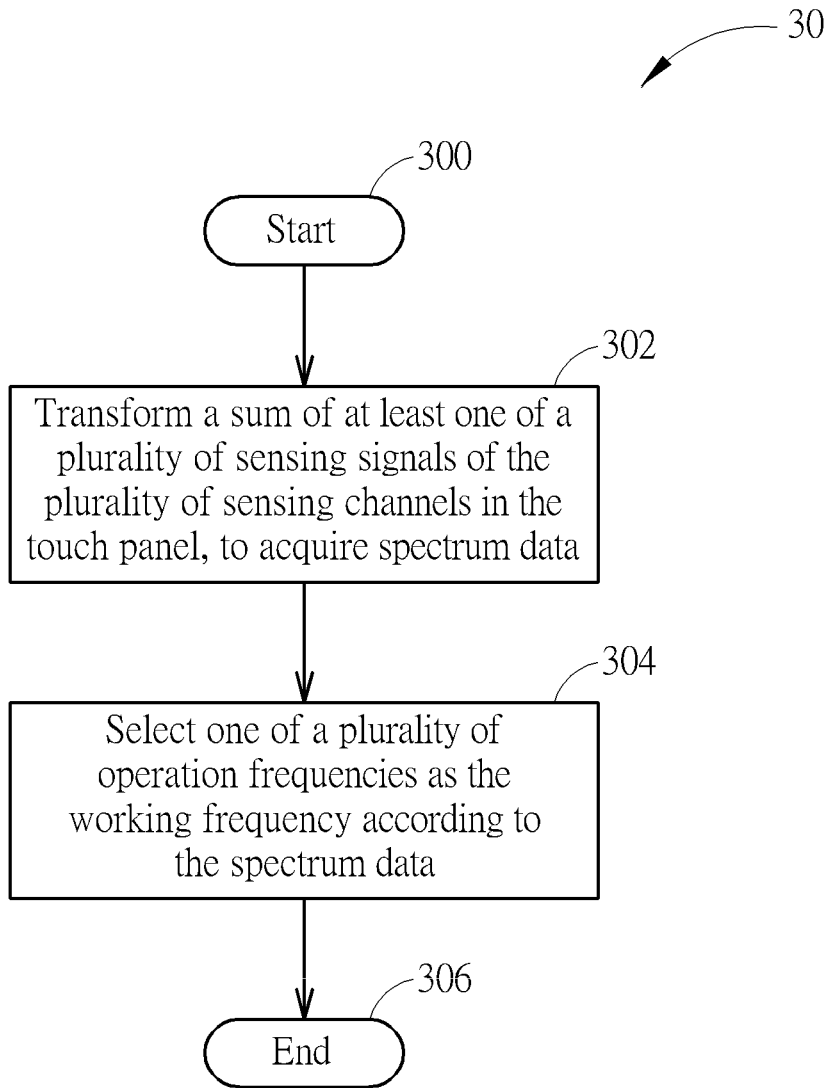 30
300
Start
302
Transform a sum of at least one of a
plurality of sensing signals of the
plurality of sensing channels in the
touch panel, to acquire spectrum data
304
Select one of a plurality of
operation frequencies as the
working frequency according to
the spectrum data
306
End